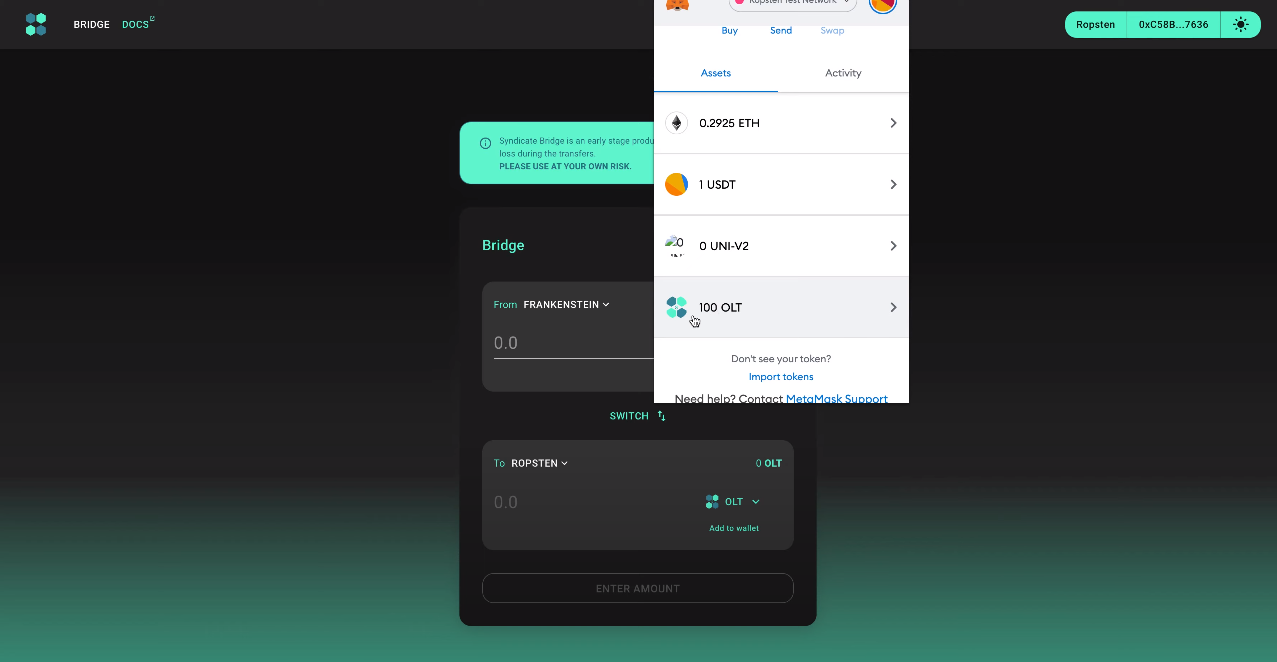 BRIDGE DOCS
Ropsten 0xC58B...7636
Ropsten Test Network
Buy Send Swap
Assets Activity
0.2925 ETH
1 USDT
0 UNI-V2
100 OLT
Don't see your token?
Import tokens
Need help? Contact MetaMask Support
Syndicate Bridge is an early stage
loss during the transfers.
PLEASE USE AT YOUR OWN RISK.
Bridge
From FRANKENSTEIN
0.0
SWITCH
To ROPSTEN 0 OLT
0.0 OLT
Add to wallet
ENTER AMOUNT